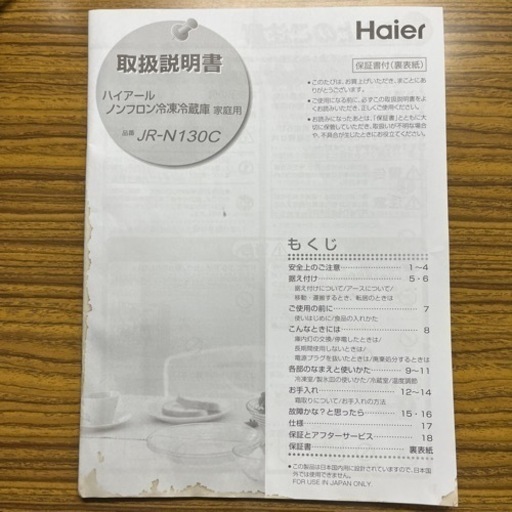 Haier
取扱説明書
ハイアール
ノンフロン冷凍冷蔵庫 家庭用
品番 JR-N130C
保証書付(裏表紙)
●このたびは、お買上げいただき、まことにありがとうございます。
●ご使用になる前に、必ずこの取扱説明書をよくお読みいただき、正しくご使用ください。
●お読みになったあとは、「保証書」とともに大切に保管していただき、取扱いが不明な場合や、不具合が生じたときにお役立てください。
もくじ
安全上のご注意 1~4
据え付け 5・6
据え付けについて/アースについて/
移動・運搬するとき、転居のときは
ご使用の前に 7
使いはじめに/食品の入れかた
こんなときには 8
庫内灯の交換/停電したときは/
長期間使用しないときは/
電源プラグを抜いたときは/廃棄処分するときは
各部のなまえと使いかた 9~11
冷凍室/製氷皿の使いかた/冷蔵室/温度調節
お手入れ 12~14
霜取りについて/お手入れの方法
故障かな?と思ったら 15・16
仕様 17
保証とアフターサービス 18
保証書 裏表紙
●この製品は日本国内用に設計されていますので、日本国外では使用できません。
FOR USE IN JAPAN ONLY.